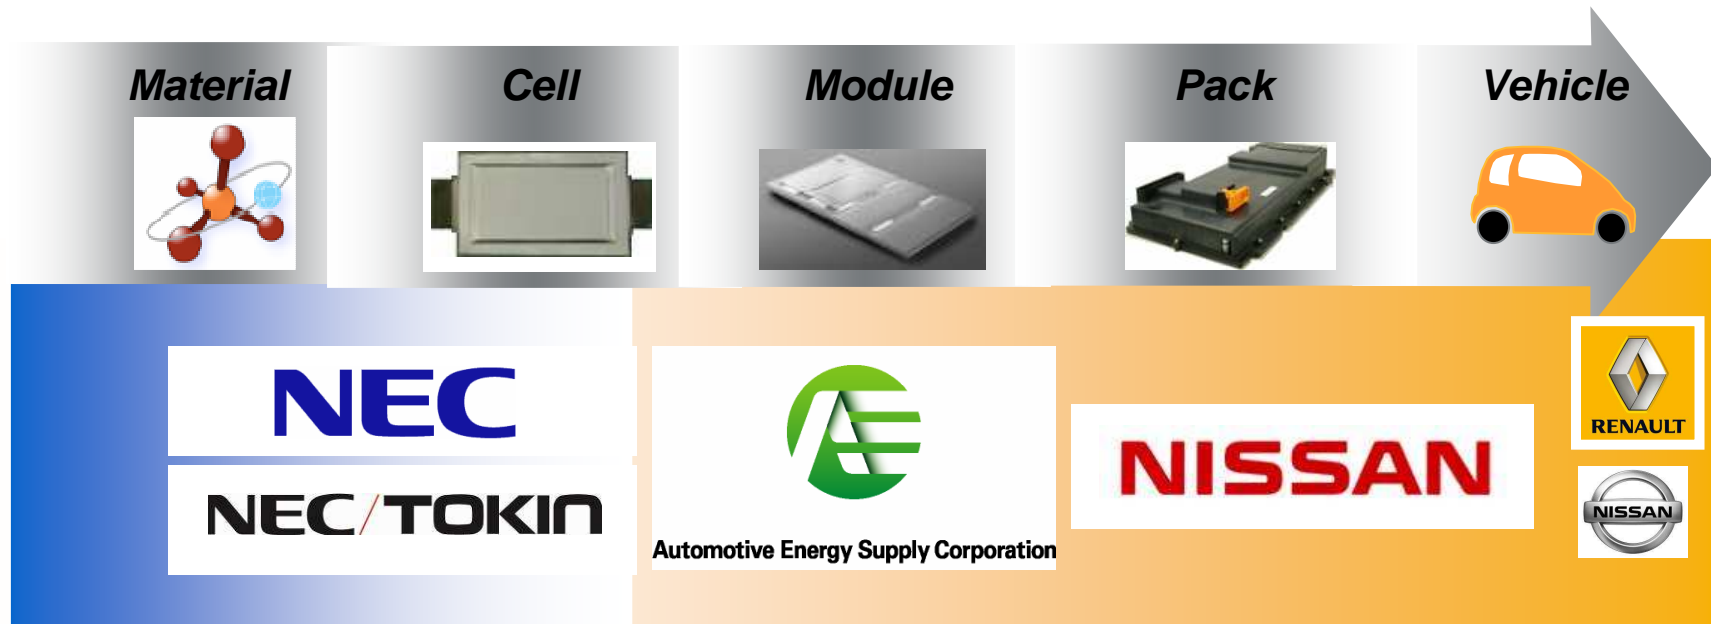 Material
Cell
Module
Pack
Vehicle
NEC
NEC/TOKIN
Automotive Energy Supply Corporation
NISSAN
RENAULT
NISSAN